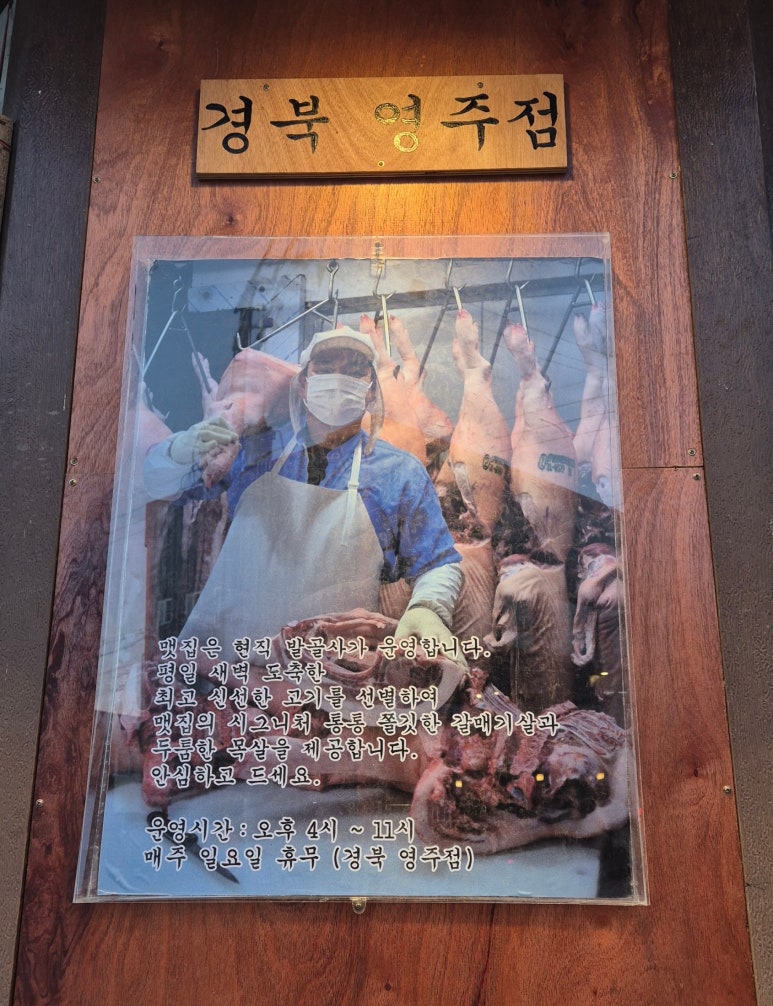 경북 영주점
맷집은 현직 발골사가 운영합니다.
평일 새벽 도축한
최고 신선한 고기를 선별하여
맷집의 시그니처 통통 쫄깃한 갈매기살과
두툼한 목살을 제공합니다.
안심하고 드세요.
운영시간 : 오후 4시 ~ 11시
매주 일요일 휴무 (경북 영주점)